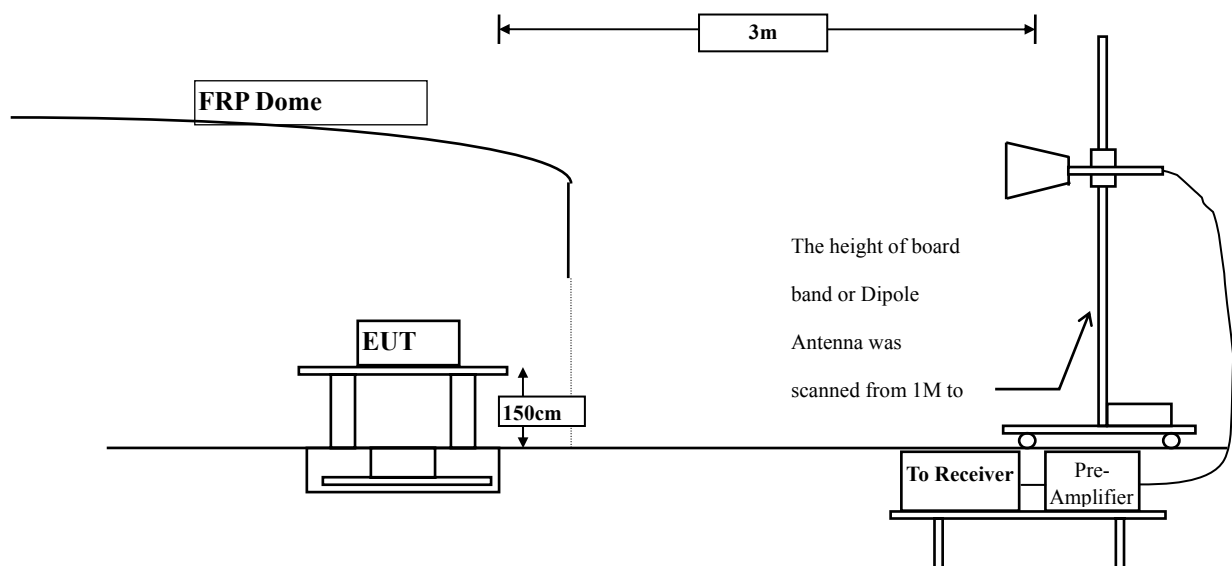 3m
FRP Dome
The height of board
band or Dipole
Antenna was
scanned from 1M to
EUT
150cm
To Receiver
Pre-
Amplifier